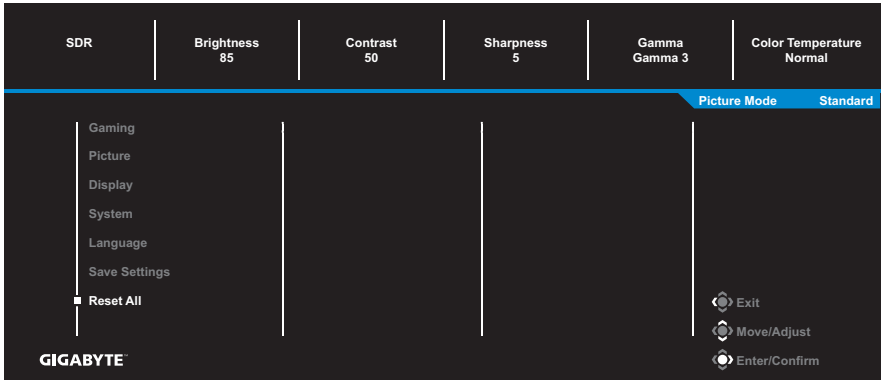 SDR
Brightness
85
Contrast
50
Sharpness
5
Gamma
Gamma 3
Color Temperature
Normal
Picture Mode Standard
Gaming
Picture
Display
System
Language
Save Settings
Reset All
Exit
Move/Adjust
Enter/Confirm
GIGABYTE™